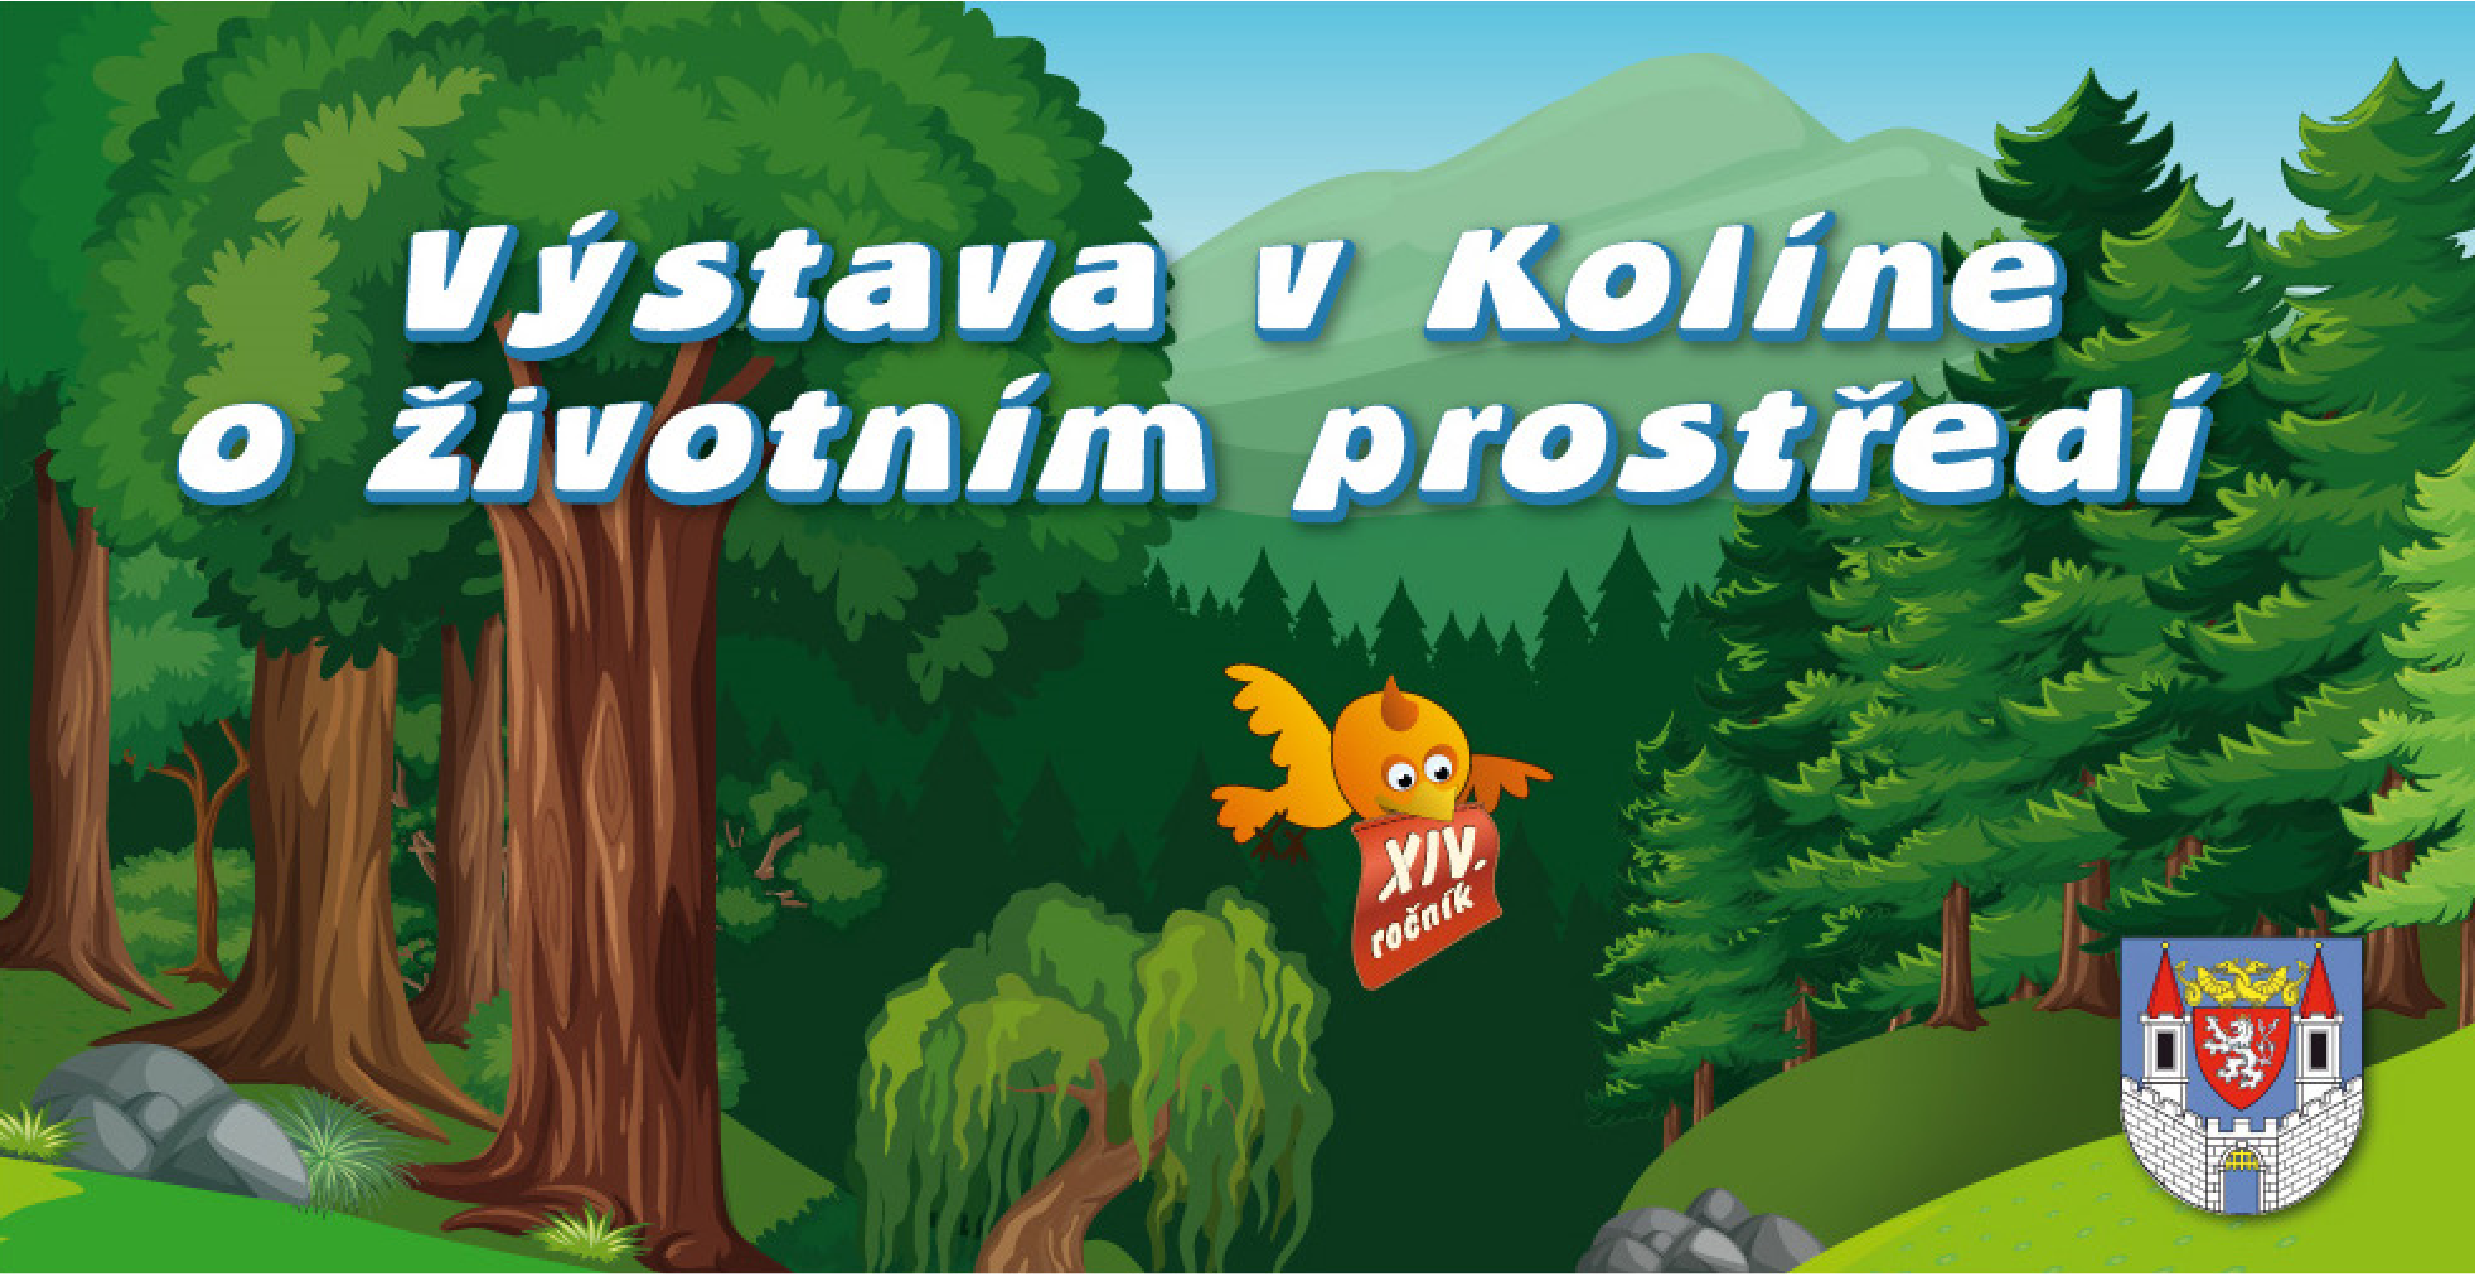 Výstava v Kolíne
o životním prostředí
XIV.
ročník